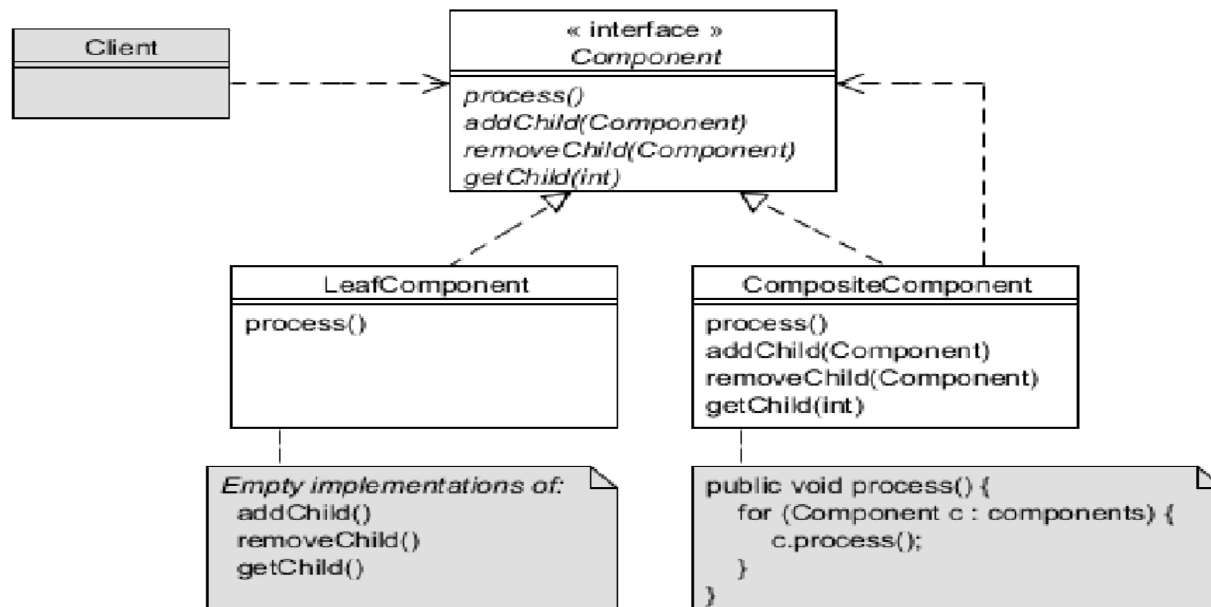 Client
« interface »
Component
process()
addChild(Component)
removeChild(Component)
getChild(int)
LeafComponent
process()
CompositeComponent
process()
addChild(Component)
removeChild(Component)
getChild(int)
Empty implementations of:
addChild()
removeChild()
getChild()
public void process() {
for (Component c : components) {
c.process();
}
}